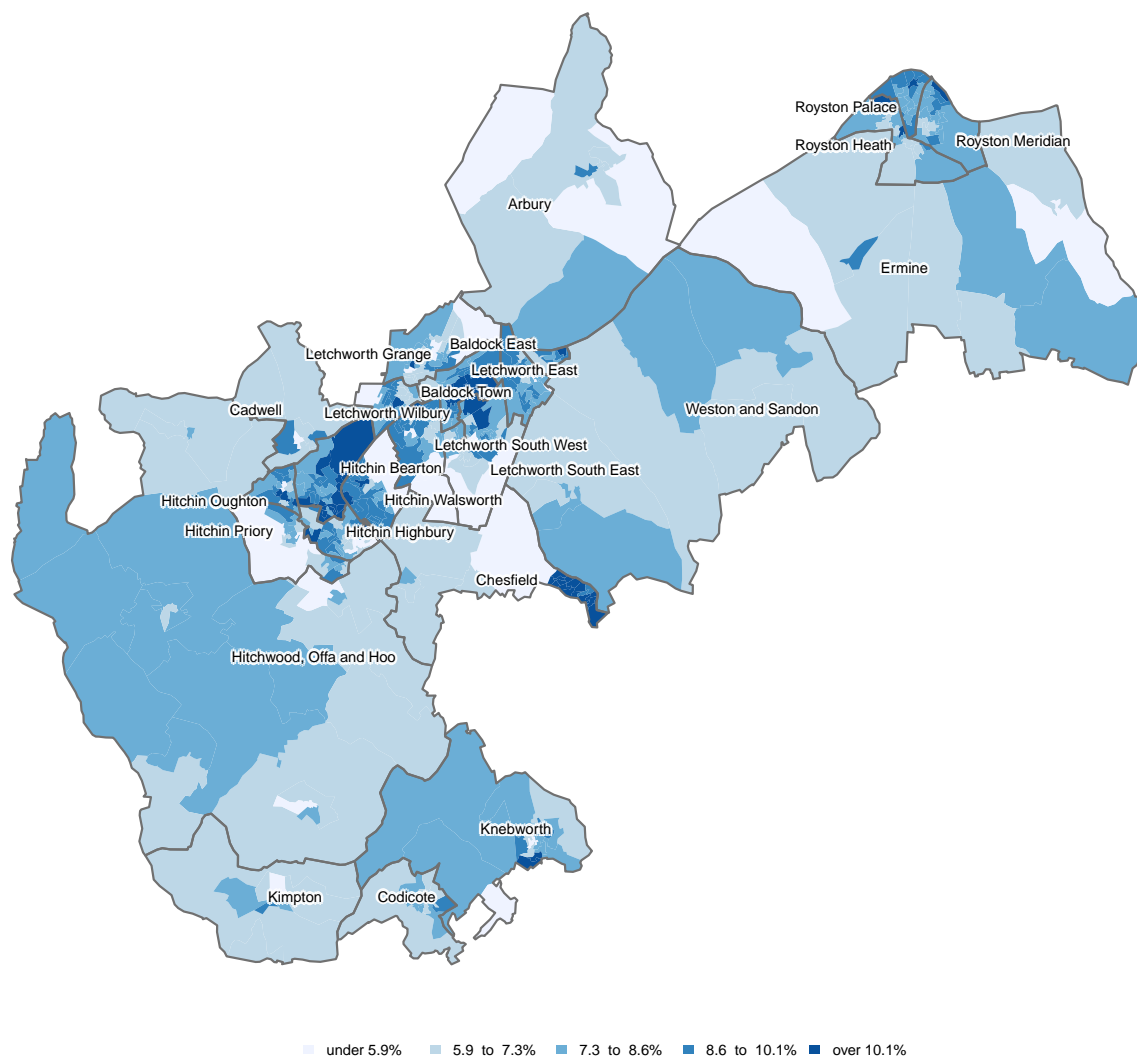 Royston Palace
Royston Meridian
Royston Heath
Arbury
Ermine
Baldock East
Letchworth Grange
Letchworth East
Baldock Town
Cadwell
Letchworth Wilbury
Weston and Sandon
Letchworth South West
Hitchin Bearton
Letchworth South East
Hitchin Oughton
Hitchin Walsworth
Hitchin Priory
Hitchin Highbury
Chesfield
Hitchwood, Offa and Hoo
Knebworth
Kimpton
Codicote
under 5.9%
5.9 to 7.3%
7.3 to 8.6%
8.6 to 10.1%
over 10.1%